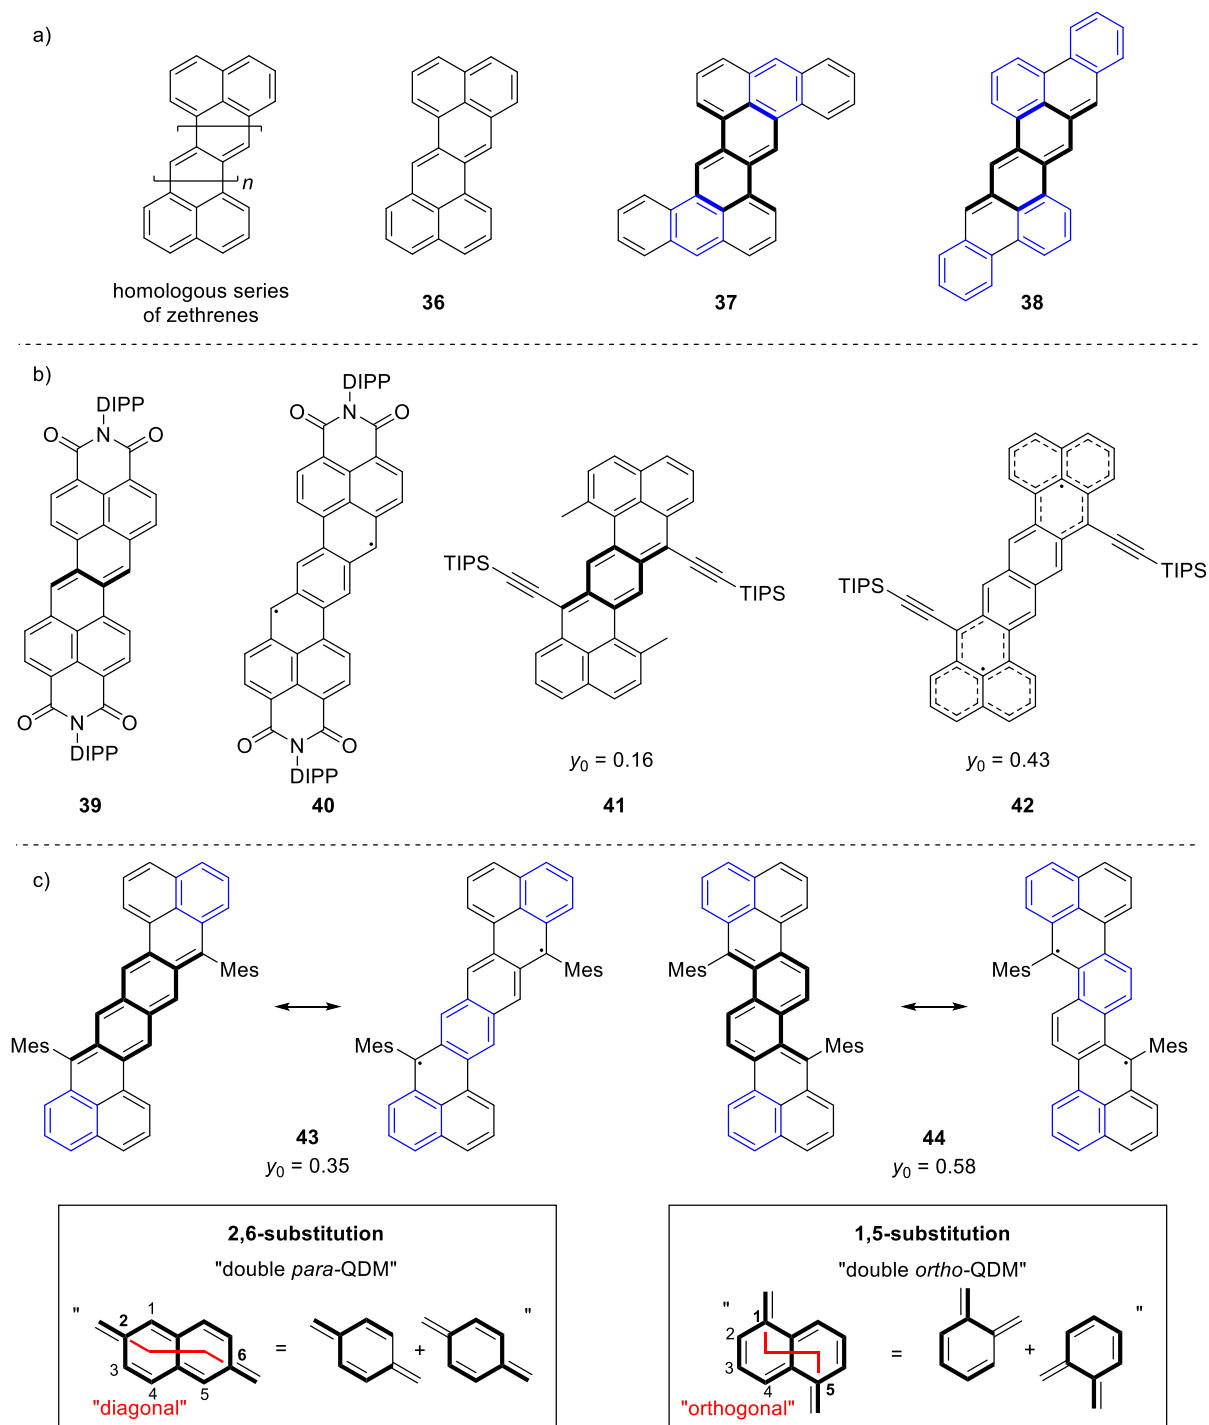 a)
n
homologous series
of zethrenes
36
37
38
b)
DIPP
N
O
O
O
O
N
DIPP
39
DIPP
N
O
O
O
O
N
DIPP
40
TIPS
TIPS
y0 = 0.16
41
TIPS
TIPS
y0 = 0.43
42
c)
Mes
Mes
Mes
Mes
43
y0 = 0.35
Mes
Mes
Mes
Mes
44
y0 = 0.58
2,6-substitution
"double para-QDM"
"
1
2
3
4
5
6
"diagonal"
=
+
"
1,5-substitution
"double ortho-QDM"
"
1
2
3
4
5
"orthogonal"
=
+
"